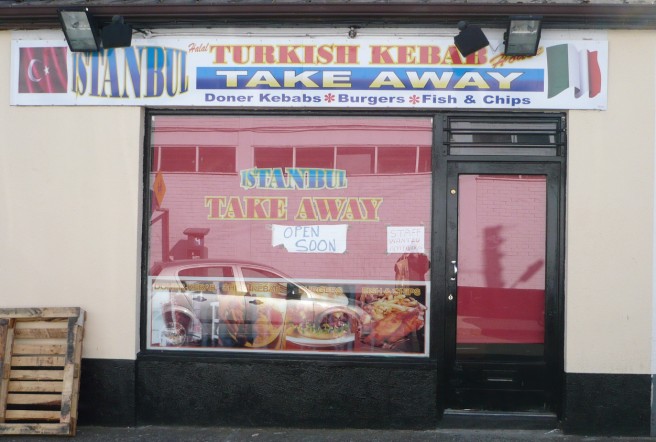 ISTANBUL
Halal TURKISH KEBAB House
TAKE AWAY
Doner Kebabs * Burgers * Fish & Chips
ISTANBUL
TAKE AWAY
OPEN
SOON
STAFF
WANTED